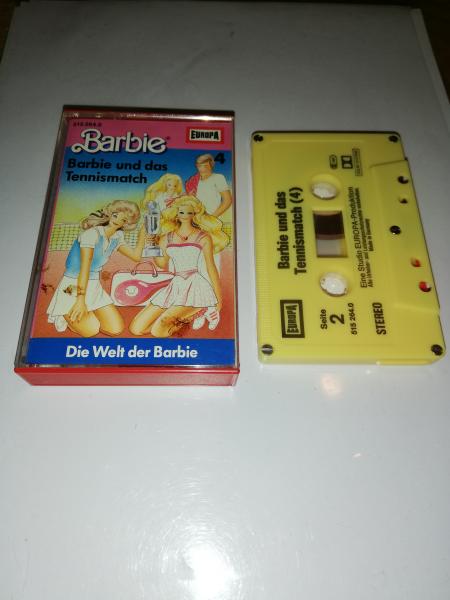 515 264.0
Barbie
EUROPA
4
Barbie und das
Tennismatch
Die Welt der Barbie
Barbie und das
Tennismatch (4)
EUROPA
Seite
2
Eine Studio EUROPA-Produktion
Made in Germany
515 264.0
STEREO